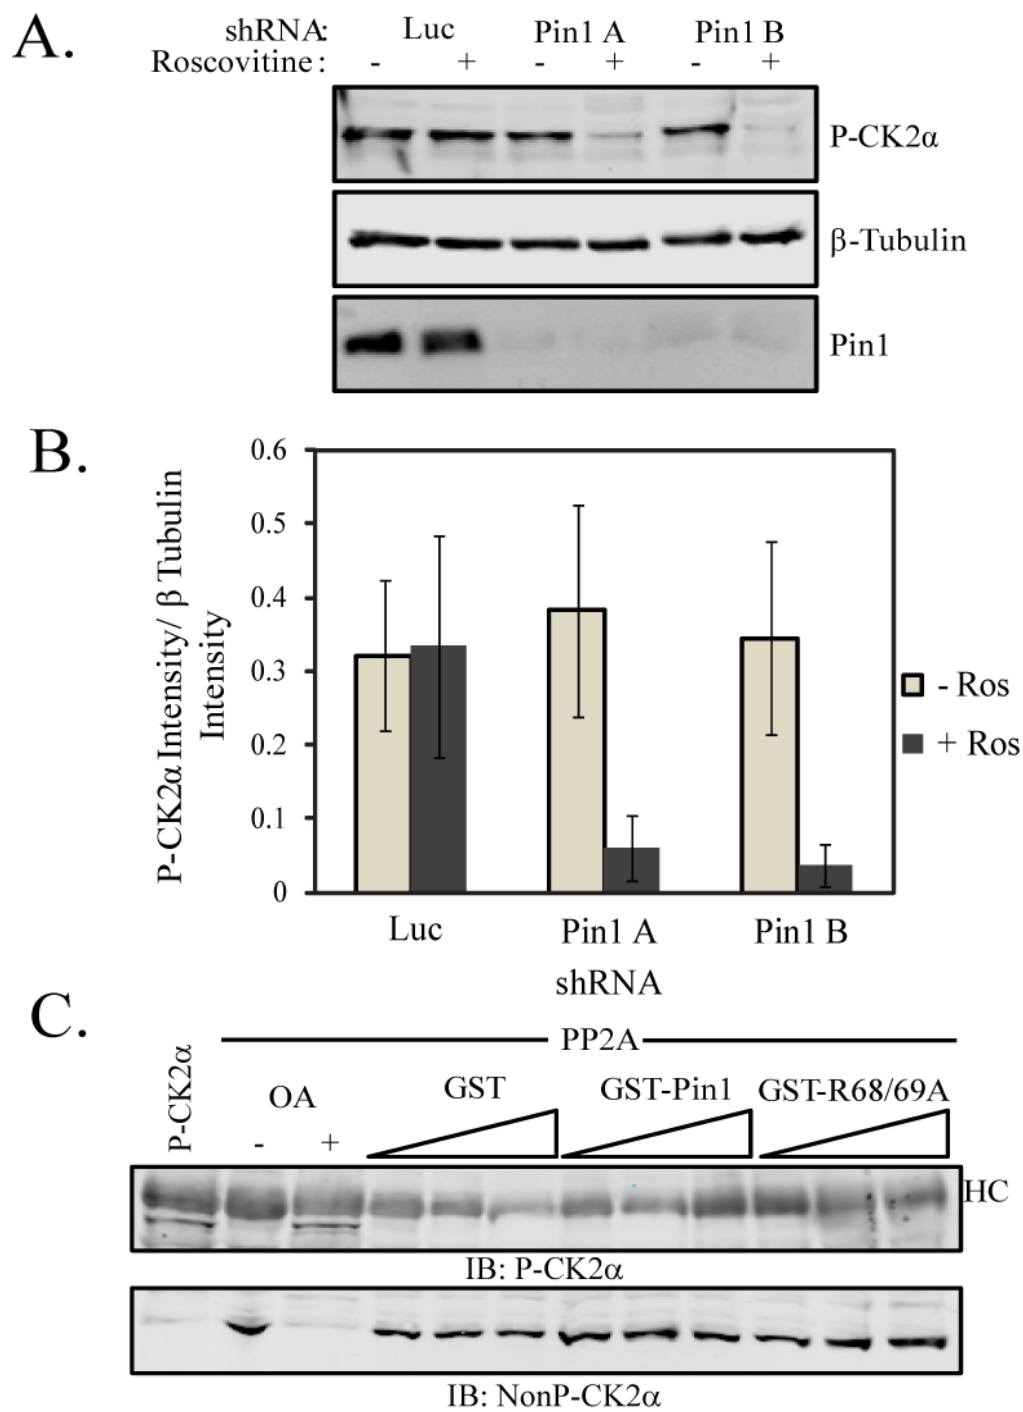 A.
shRNA: Luc Pin1 A Pin1 B
Roscovitine: - + - + - +
P-CK2α
β-Tubulin
Pin1
B.
P-CK2α Intensity/ β Tubulin
Intensity
0.6
0.5
0.4
0.3
0.2
0.1
0
Luc Pin1 A Pin1 B
shRNA
- Ros
+ Ros
C.
PP2A
P-CK2α
OA GST GST-Pin1 GST-R68/69A
- +
HC
IB: P-CK2α
IB: NonP-CK2α